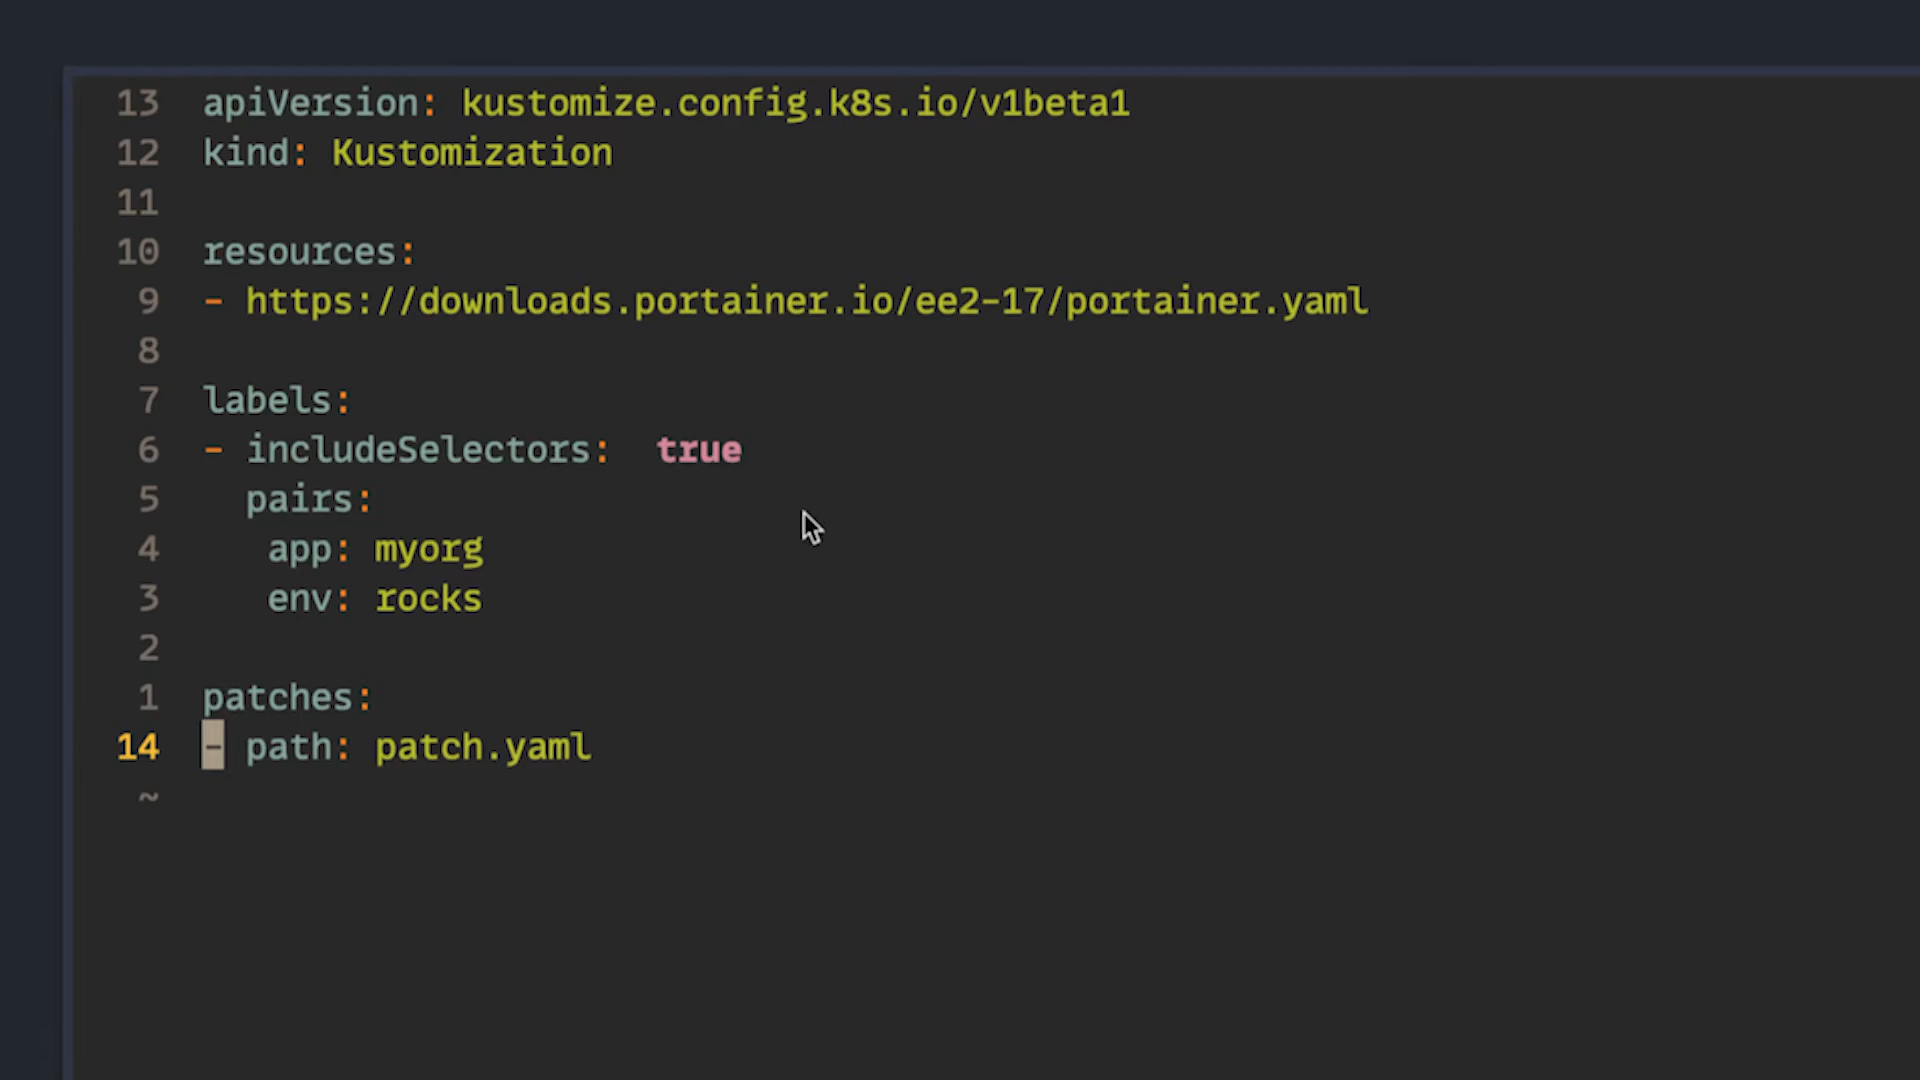 13 apiVersion: kustomize.config.k8s.io/v1beta1
12 kind: Kustomization
11
10 resources:
9 - https://downloads.portainer.io/ee2-17/portainer.yaml
8
7 labels:
6 - includeSelectors:  true
5   pairs:
4    app: myorg
3    env: rocks
2
1 patches:
14 - path: patch.yaml
~